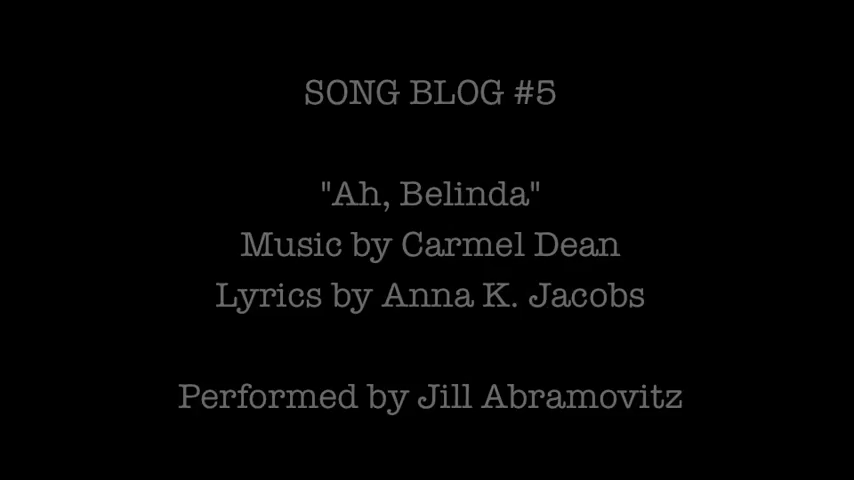 SONG BLOG #5
"Ah, Belinda"
Music by Carmel Dean
Lyrics by Anna K. Jacobs
Performed by Jill Abramovitz